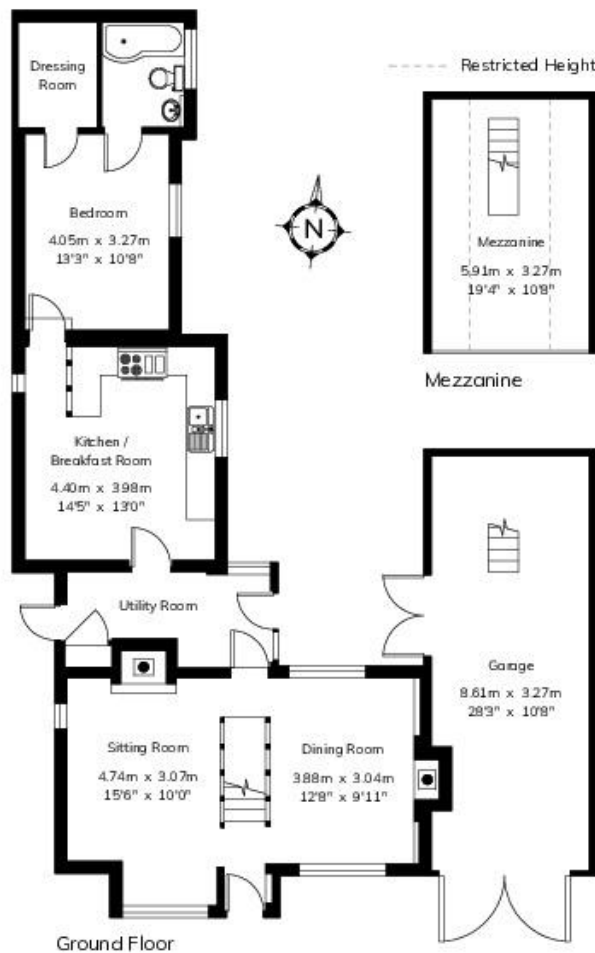 Dressing
Room
Restricted Height
Bedroom
4.05m x 3.27m
13'3" x 10'8"
N
Mezzanine
5.91m x 3.27m
19'4" x 10'8"
Mezzanine
Kitchen /
Breakfast Room
4.40m x 3.98m
14'5" x 13'0"
Utility Room
Garage
8.61m x 3.27m
28'3" x 10'8"
Sitting Room
4.74m x 3.07m
15'6" x 10'0"
Dining Room
3.88m x 3.04m
12'8" x 9'11"
Ground Floor